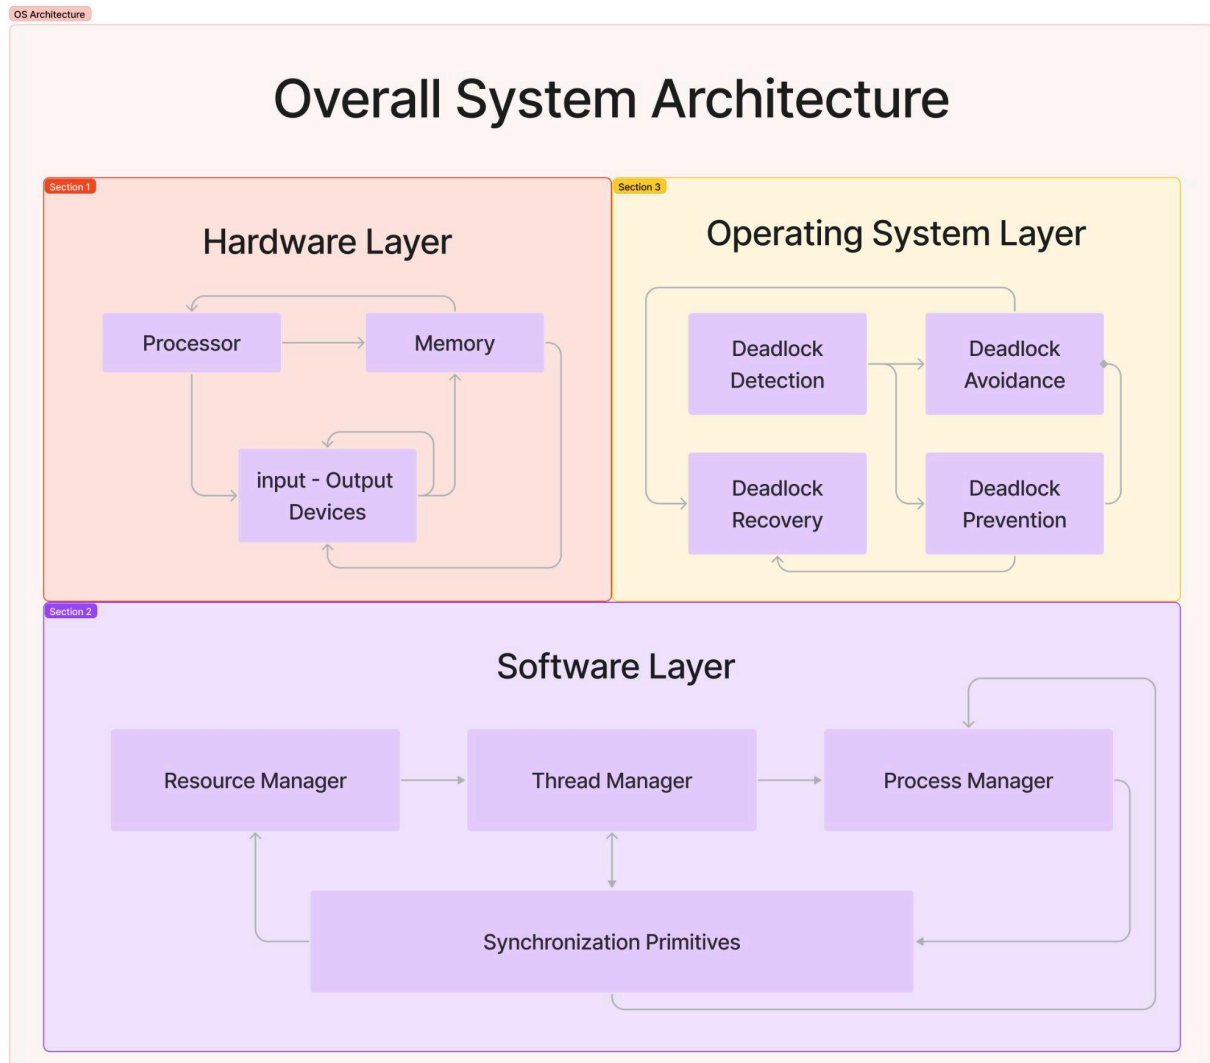 OS Architecture
Overall System Architecture
Section 1
Hardware Layer
Processor
Memory
input - Output
Devices
Section 3
Operating System Layer
Deadlock
Detection
Deadlock
Avoidance
Deadlock
Recovery
Deadlock
Prevention
Section 2
Software Layer
Resource Manager
Thread Manager
Process Manager
Synchronization Primitives